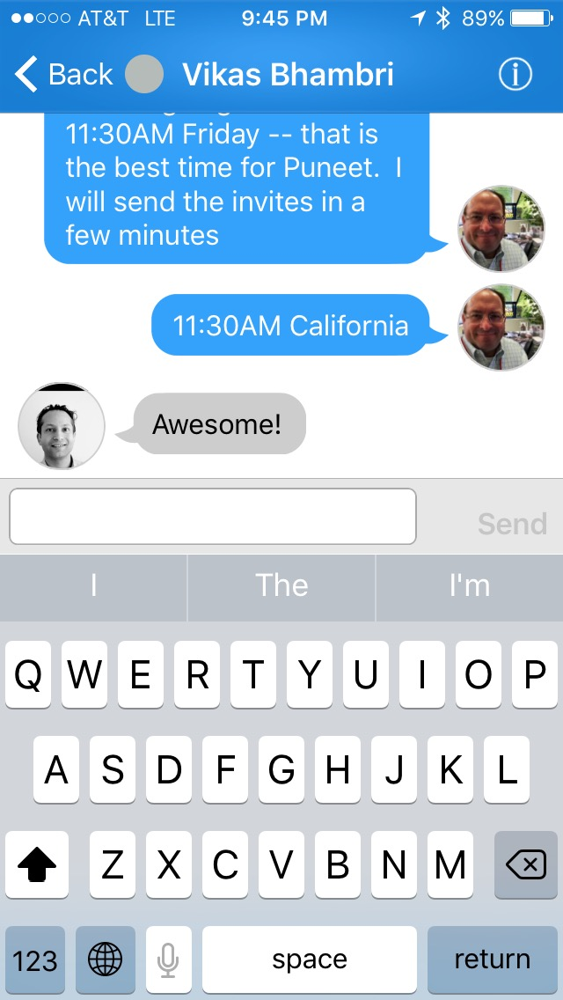 AT&T LTE 9:45 PM 89%
Back Vikas Bhambri
11:30AM Friday -- that is
the best time for Puneet. I
will send the invites in a
few minutes
11:30AM California
Awesome!
Send
I The I'm
Q W E R T Y U I O P
A S D F G H J K L
Z X C V B N M
123 space return